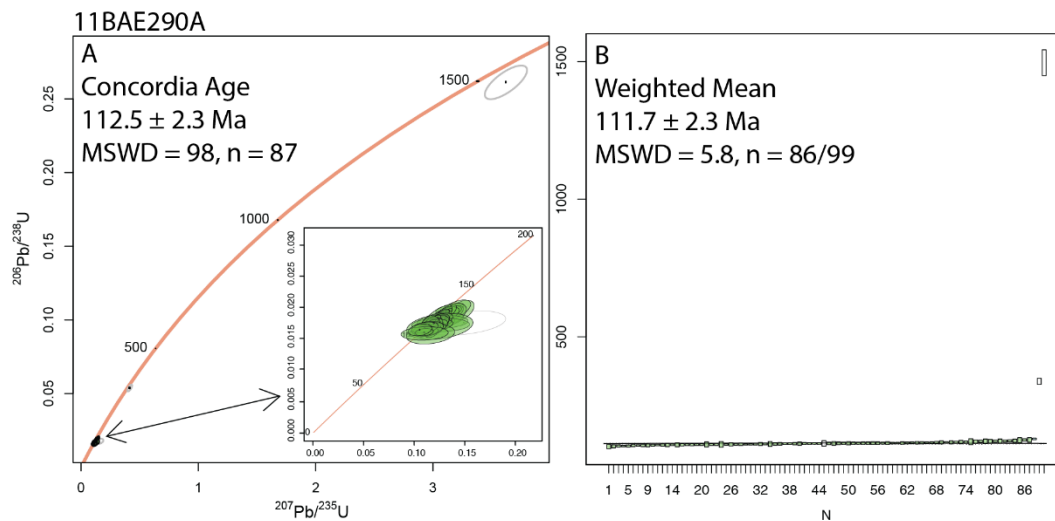 11BAE290A
A
Concordia Age
112.5 ± 2.3 Ma
MSWD = 98, n = 87
1500
1000
500
0.25
0.20
0.15
0.10
0.05
²⁰⁶Pb/²³⁸U
0
1
2
3
²⁰⁷Pb/²³⁵U
200
150
50
0
0.030
0.025
0.020
0.015
0.010
0.005
0.000
0.00
0.05
0.10
0.15
0.20
B
Weighted Mean
111.7 ± 2.3 Ma
MSWD = 5.8, n = 86/99
1500
1000
500
1 5 9 14 20 26 32 38 44 50 56 62 68 74 80 86
N